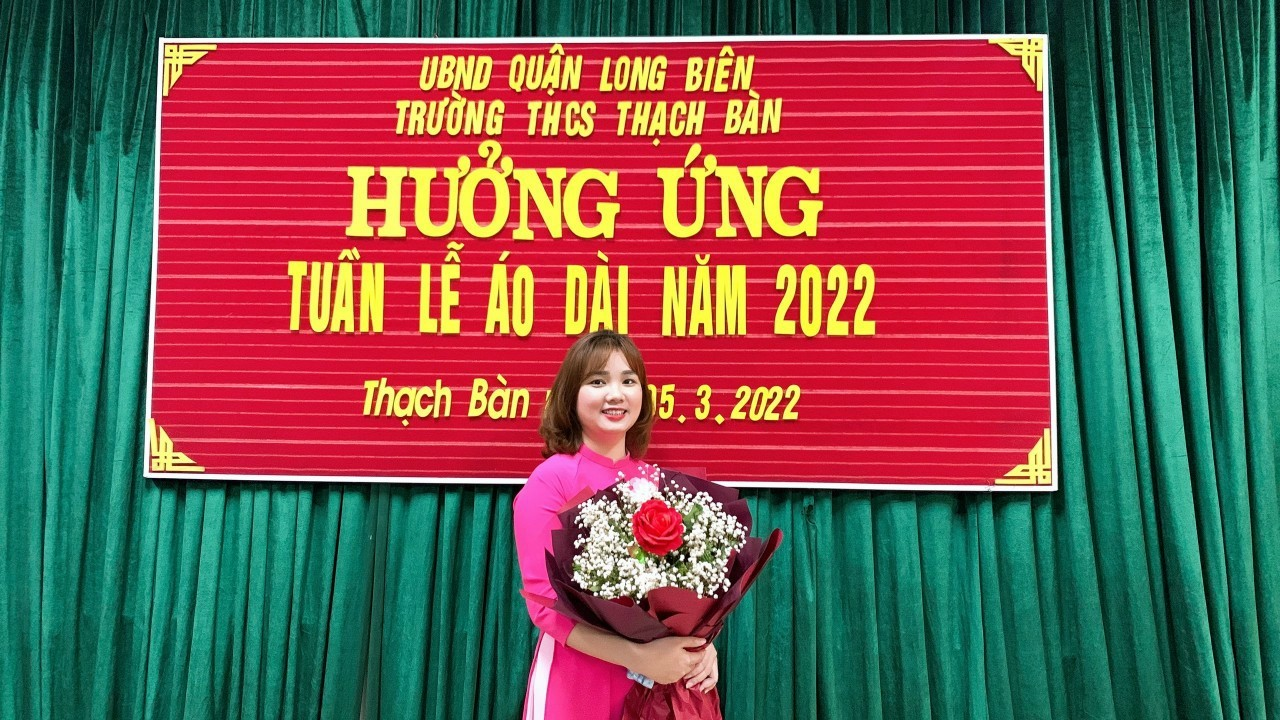 UBND QUẬN LONG BIÊN
TRƯỜNG THCS THẠCH BÀN
HƯỞNG ỨNG
TUẦN LỄ ÁO DÀI NĂM 2022
Thạch Bàn 05.3.2022